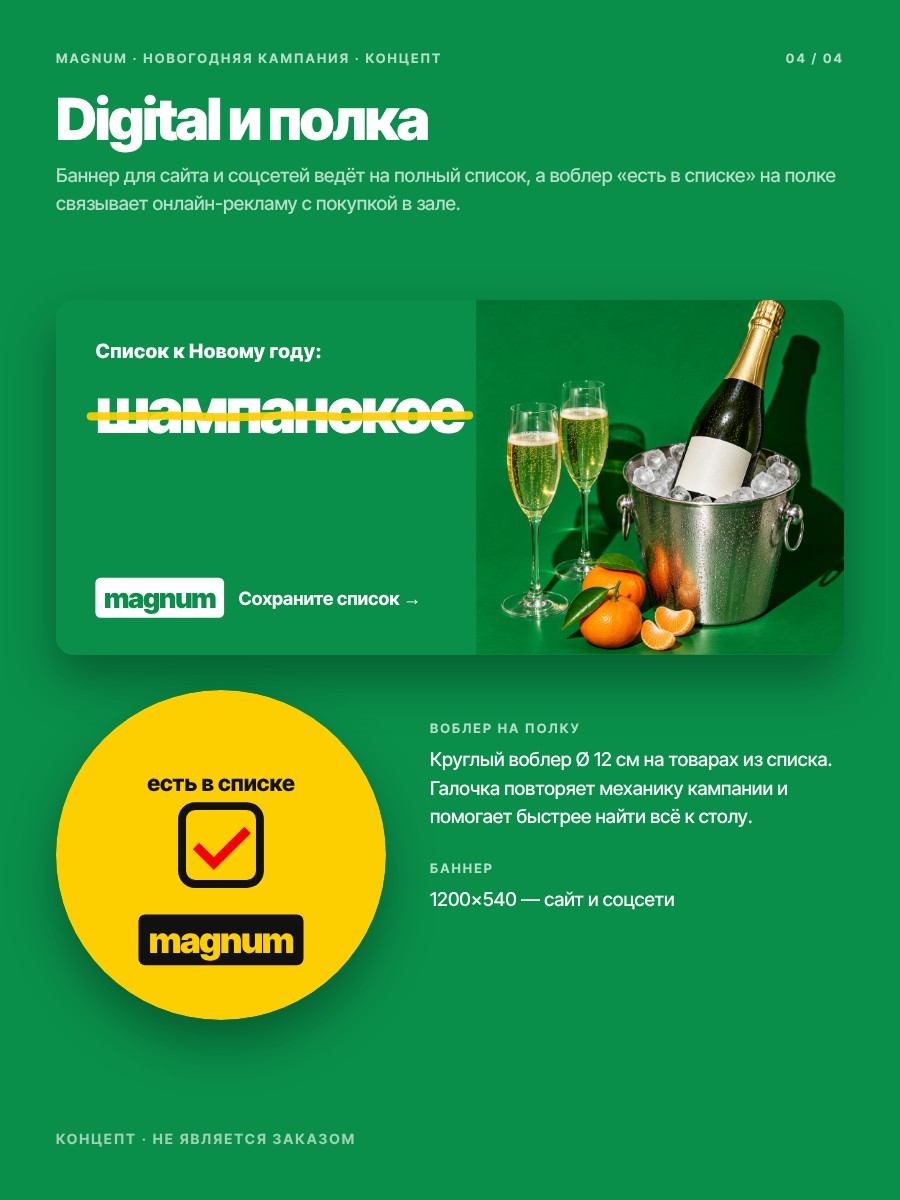 MAGNUM · НОВОГОДНЯЯ КАМПАНИЯ · КОНЦЕПТ
04 / 04
Digital и полка
Баннер для сайта и соцсетей ведёт на полный список, а воблер «есть в списке» на полке
связывает онлайн-рекламу с покупкой в зале.
Список к Новому году:
шампанское
magnum
Сохраните список →
есть в списке
magnum
ВОБЛЕР НА ПОЛКУ
Круглый воблер Ø 12 см на товарах из списка.
Галочка повторяет механику кампании и
помогает быстрее найти всё к столу.
БАННЕР
1200×540 — сайт и соцсети
КОНЦЕПТ · НЕ ЯВЛЯЕТСЯ ЗАКАЗОМ